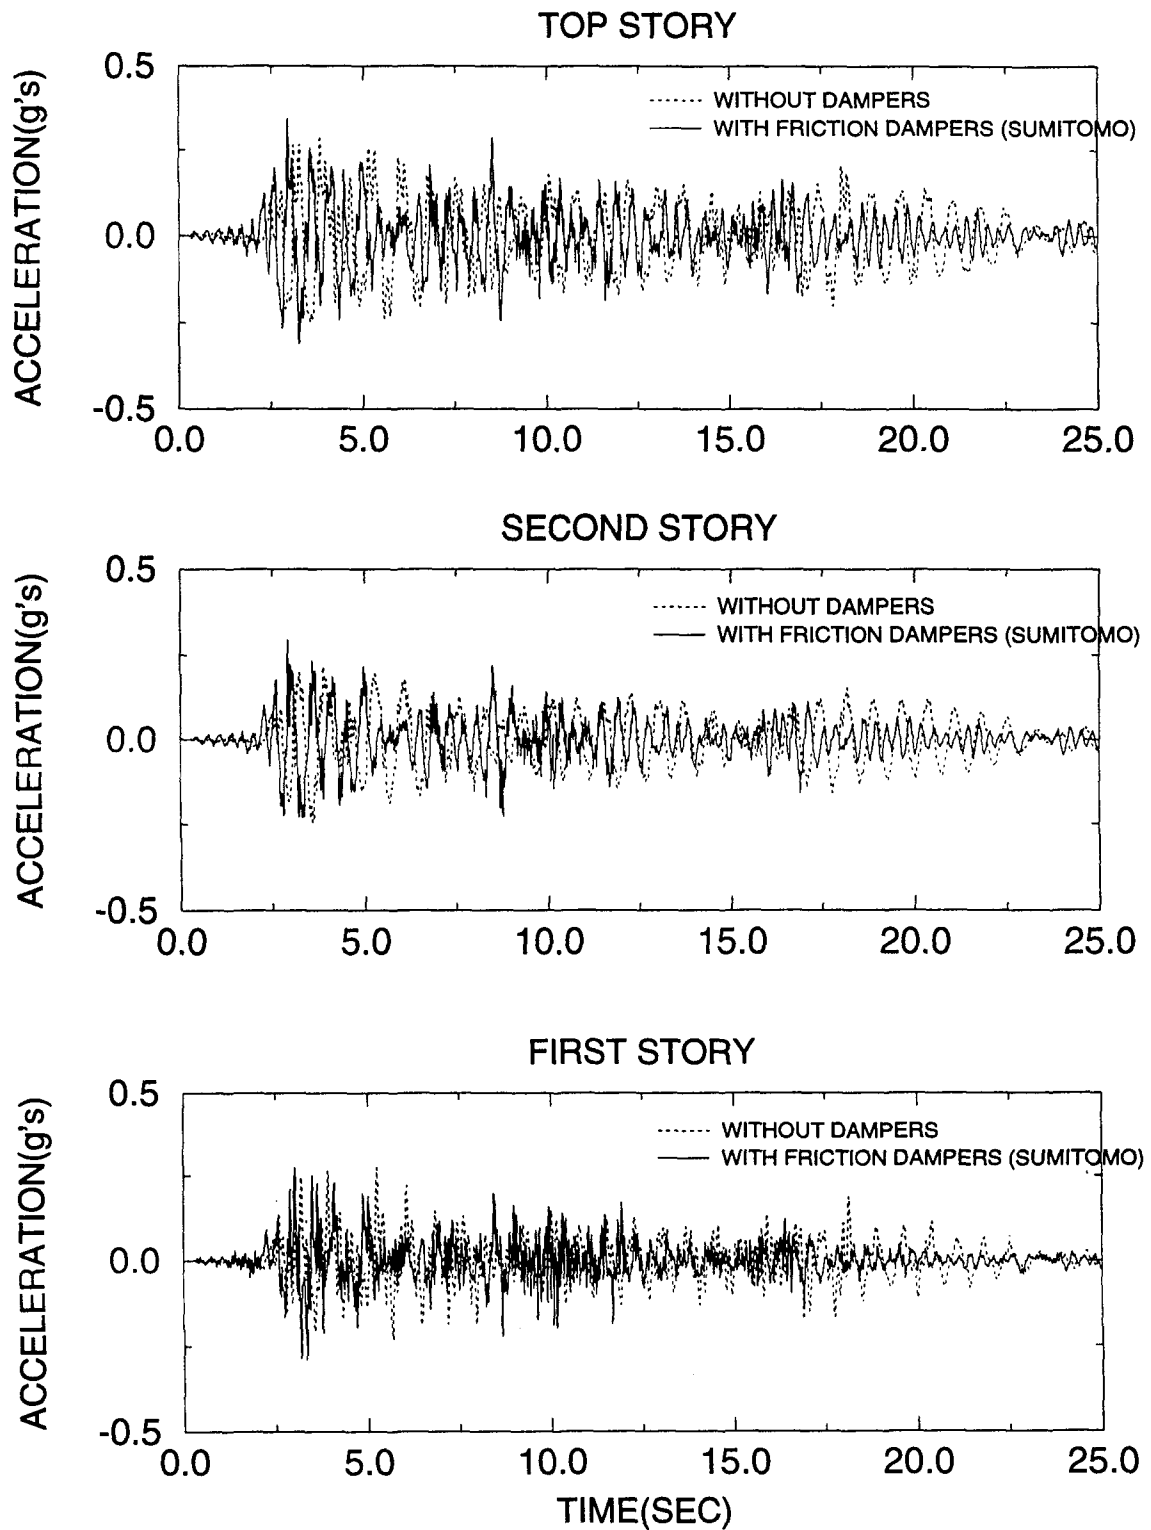 TOP STORY
ACCELERATION(g's)
0.5
0.0
-0.5
WITHOUT DAMPERS
WITH FRICTION DAMPERS (SUMITOMO)
0.0 5.0 10.0 15.0 20.0 25.0
SECOND STORY
ACCELERATION(g's)
0.5
0.0
-0.5
WITHOUT DAMPERS
WITH FRICTION DAMPERS (SUMITOMO)
0.0 5.0 10.0 15.0 20.0 25.0
FIRST STORY
ACCELERATION(g's)
0.5
0.0
-0.5
WITHOUT DAMPERS
WITH FRICTION DAMPERS (SUMITOMO)
0.0 5.0 10.0 15.0 20.0 25.0
TIME(SEC)